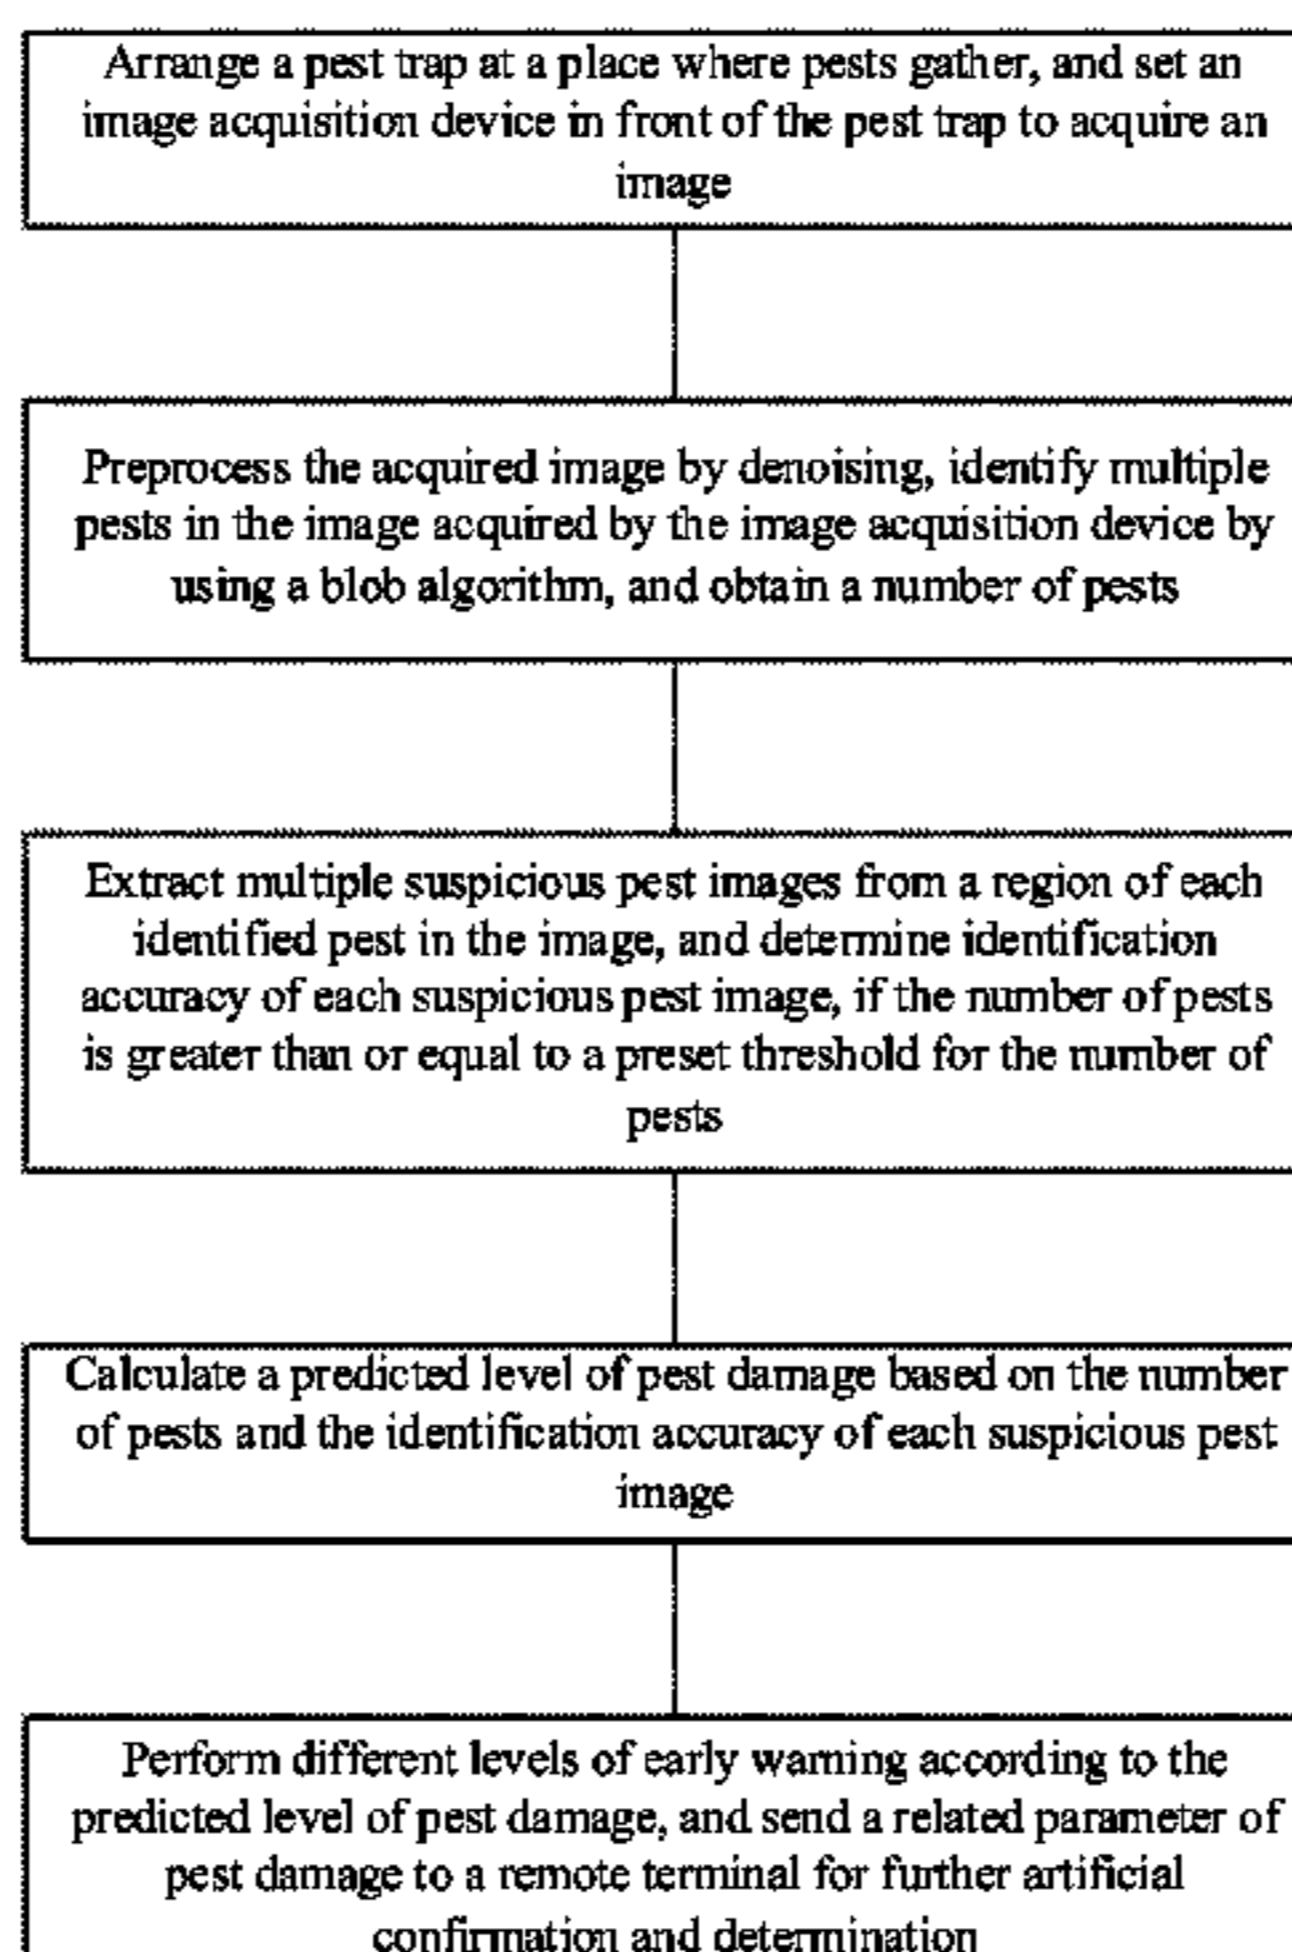 Arrange a pest trap at a place where pests gather, and set an
image acquisition device in front of the pest trap to acquire an
image
Preprocess the acquired image by denoising, identify multiple
pests in the image acquired by the image acquisition device by
using a blob algorithm, and obtain a number of pests
Extract multiple suspicious pest images from a region of each
identified pest in the image, and determine identification
accuracy of each suspicious pest image, if the number of pests
is greater than or equal to a preset threshold for the number of
pests
Calculate a predicted level of pest damage based on the number
of pests and the identification accuracy of each suspicious pest
image
Perform different levels of early warning according to the
predicted level of pest damage, and send a related parameter of
pest damage to a remote terminal for further artificial
confirmation and determination